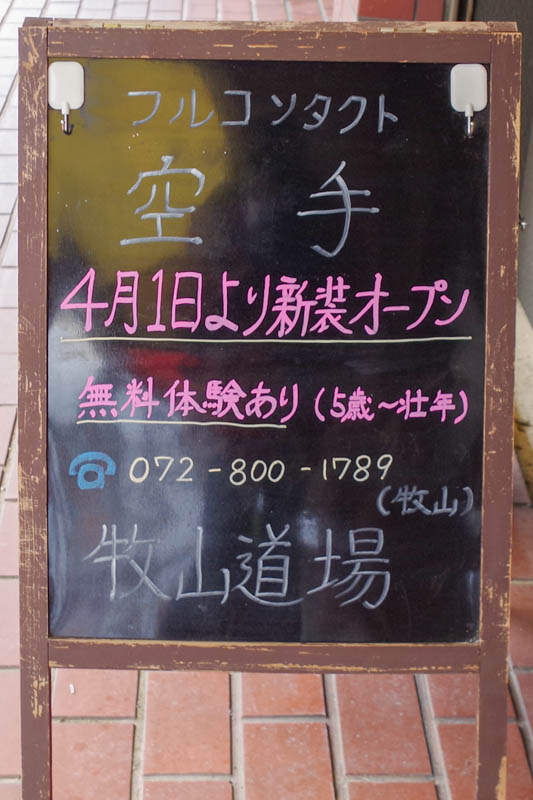 フルコンタクト
空手
4月1日より新装オープン
無料体験あり（5歳～壮年）
☎072-800-1789
（牧山）
牧山道場